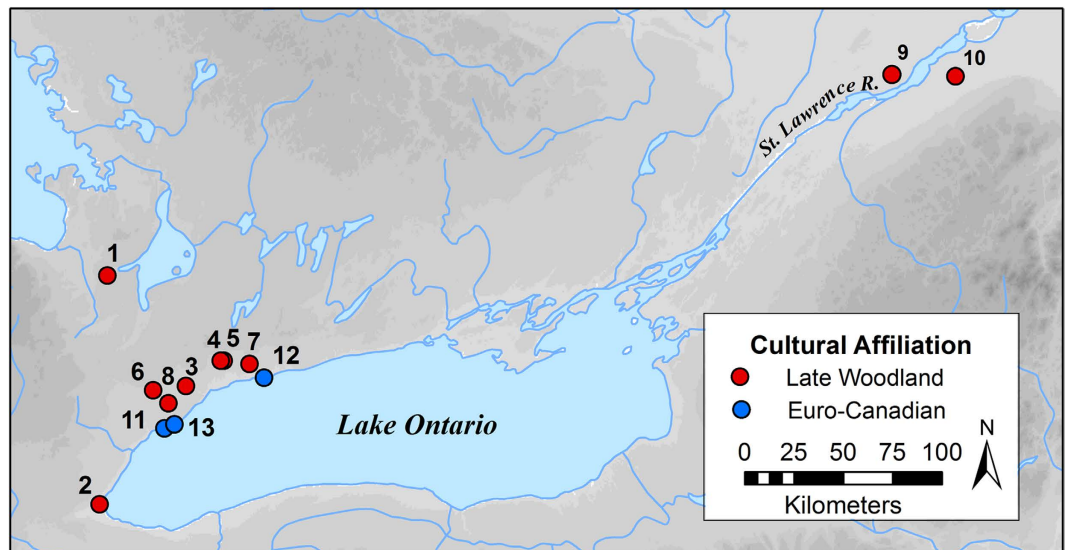 9
10
St. Lawrence R.
1
4 5 7
12
6 8 3
11 13
2
Lake Ontario
Cultural Affiliation
Late Woodland
Euro-Canadian
N
0 25 50 75 100
Kilometers